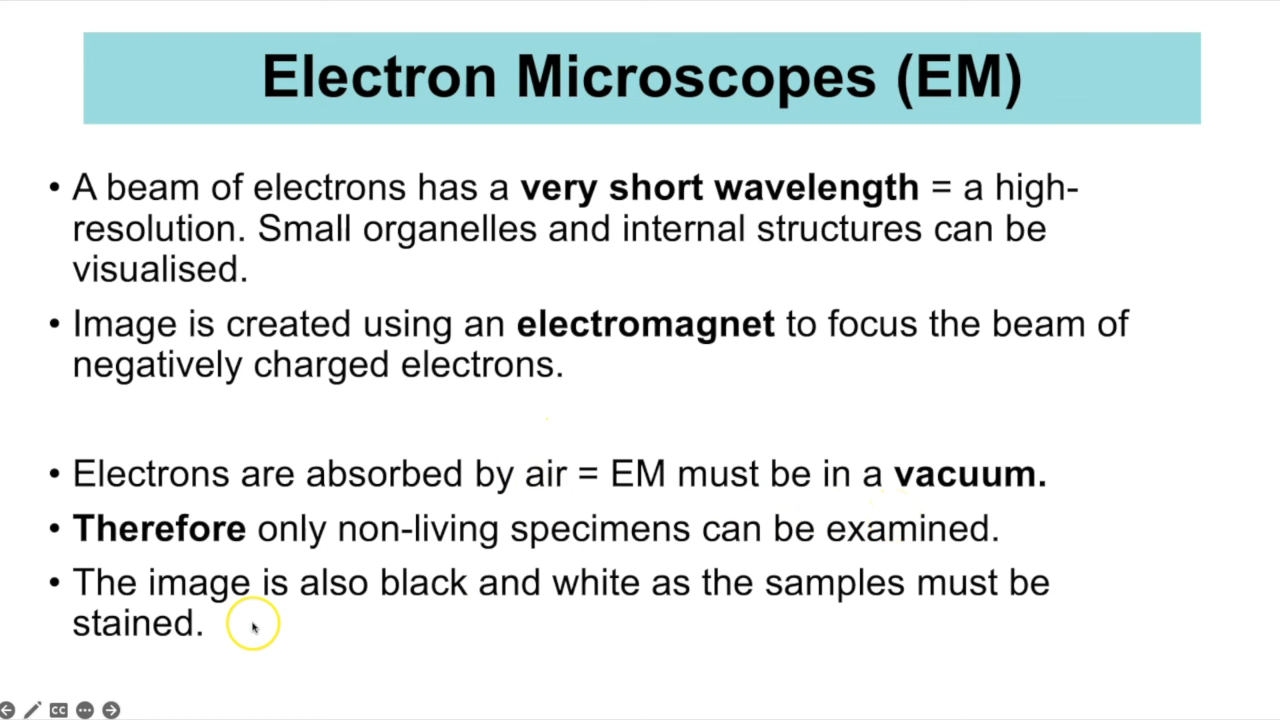 Electron Microscopes (EM)
• A beam of electrons has a very short wavelength = a high-
resolution. Small organelles and internal structures can be
visualised.
• Image is created using an electromagnet to focus the beam of
negatively charged electrons.
• Electrons are absorbed by air = EM must be in a vacuum.
• Therefore only non-living specimens can be examined.
• The image is also black and white as the samples must be
stained.
CC